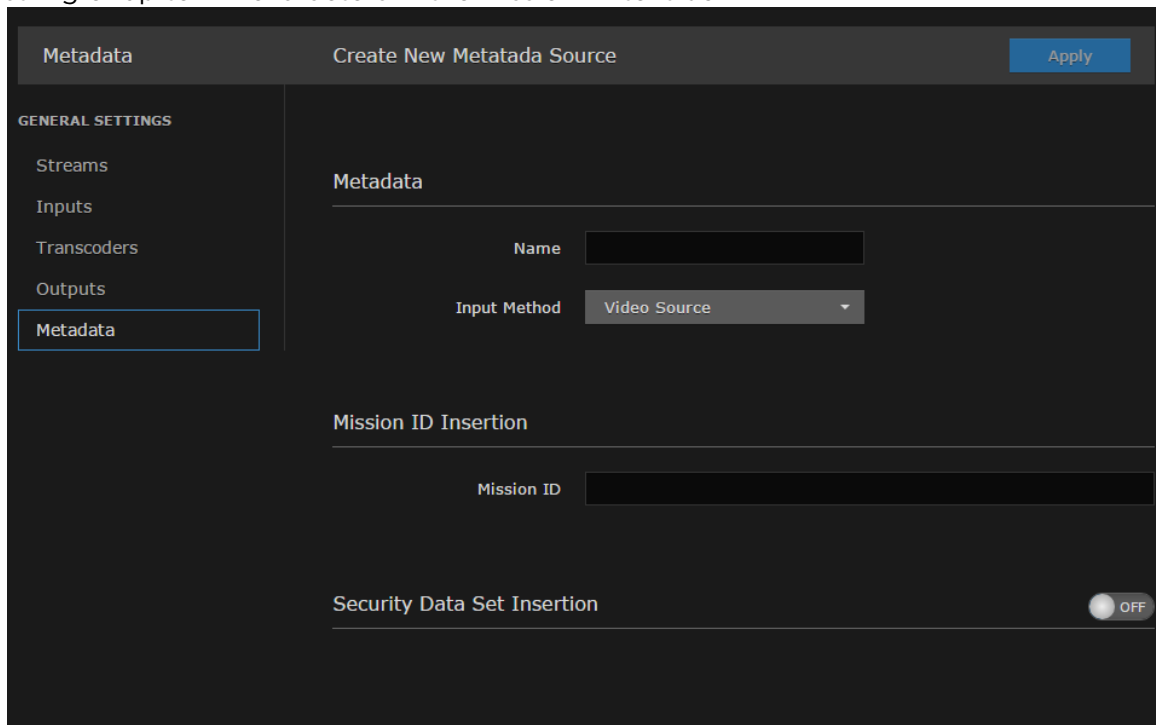 Metadata
Create New Metatada Source
Apply
GENERAL SETTINGS
Streams
Inputs
Transcoders
Outputs
Metadata
Metadata
Name
Input Method
Video Source
Mission ID Insertion
Mission ID
Security Data Set Insertion
OFF